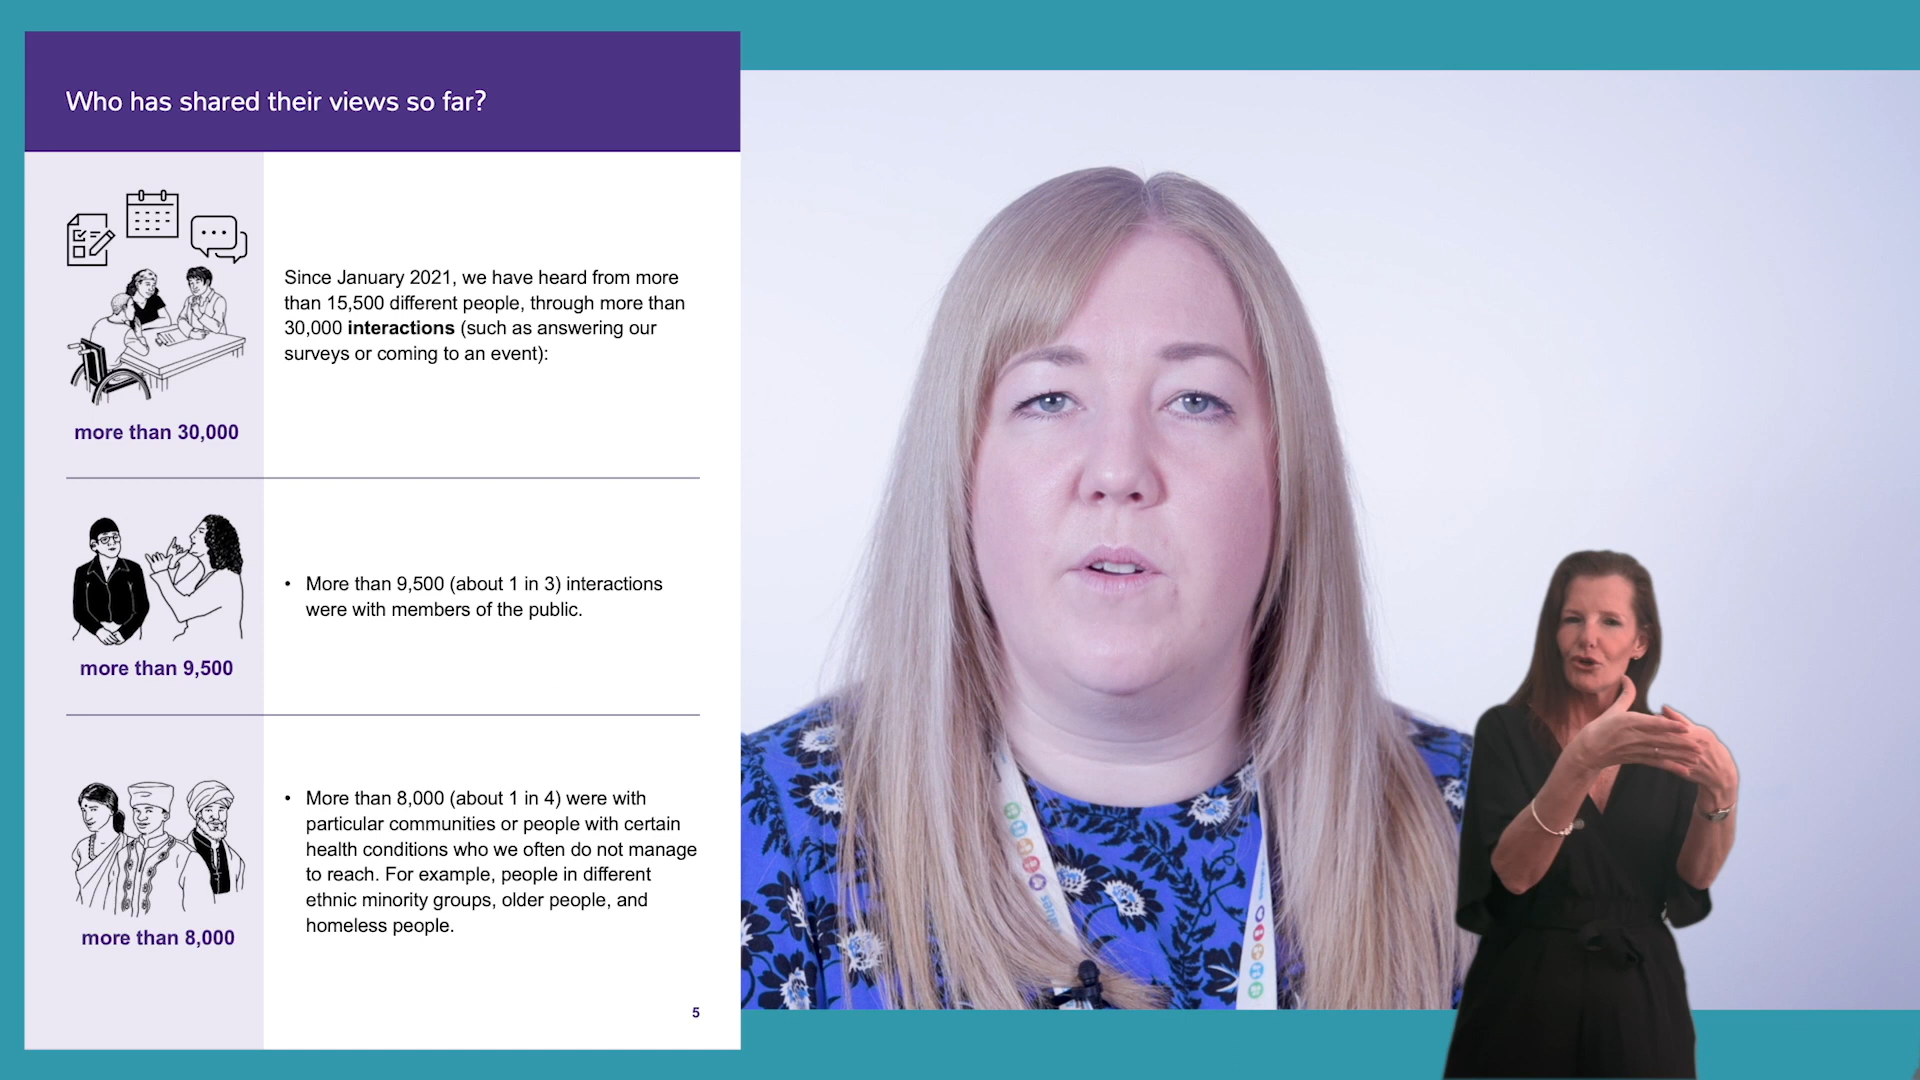 Who has shared their views so far?
Since January 2021, we have heard from more
than 15,500 different people, through more than
30,000 interactions (such as answering our
surveys or coming to an event):
more than 30,000
• More than 9,500 (about 1 in 3) interactions
were with members of the public.
more than 9,500
• More than 8,000 (about 1 in 4) were with
particular communities or people with certain
health conditions who we often do not manage
to reach. For example, people in different
ethnic minority groups, older people, and
homeless people.
more than 8,000
5